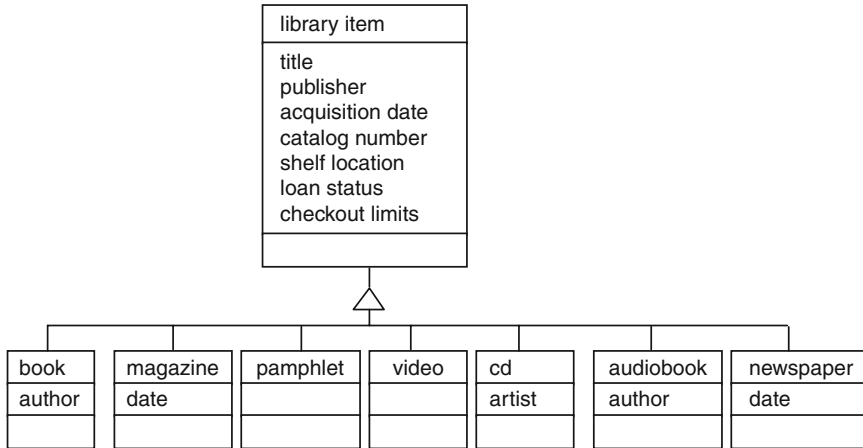 library item
title
publisher
acquisition date
catalog number
shelf location
loan status
checkout limits
book
author
magazine
date
pamphlet
video
cd
artist
audiobook
author
newspaper
date